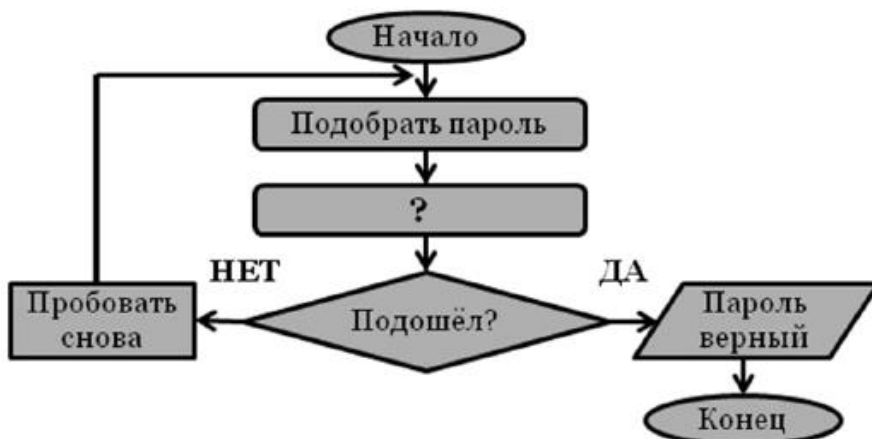 Начало
Подобрать пароль
?
НЕТ
ДА
Пробовать
снова
Подошёл?
Пароль
верный
Конец